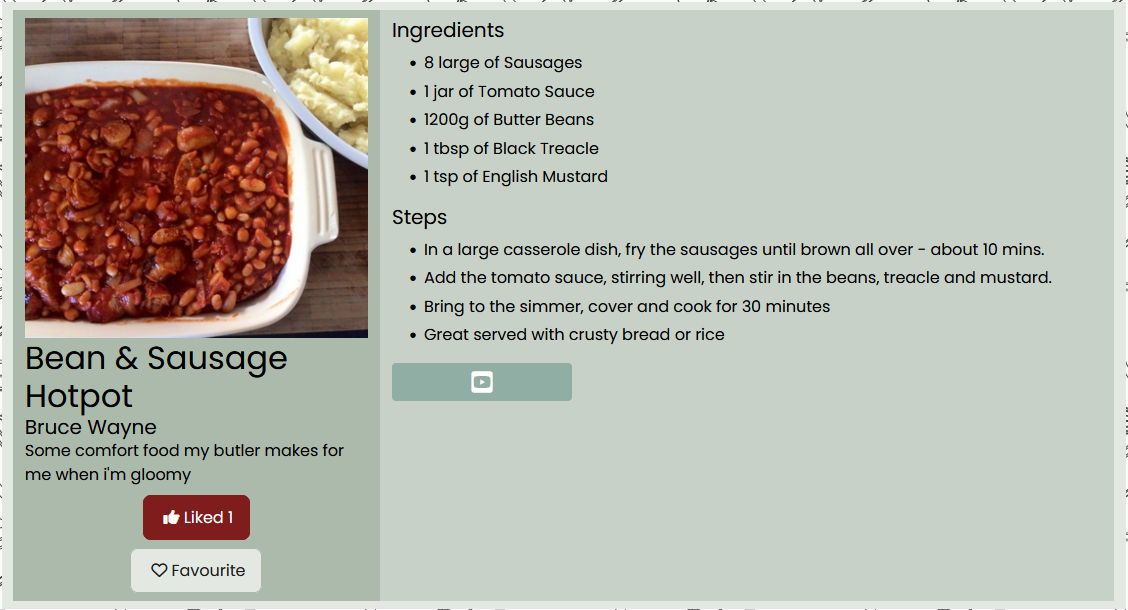 Bean & Sausage
Hotpot
Bruce Wayne
Some comfort food my butler makes for
me when i'm gloomy
Liked 1
Favourite
Ingredients
8 large of Sausages
1 jar of Tomato Sauce
1200g of Butter Beans
1 tbsp of Black Treacle
1 tsp of English Mustard
Steps
In a large casserole dish, fry the sausages until brown all over - about 10 mins.
Add the tomato sauce, stirring well, then stir in the beans, treacle and mustard.
Bring to the simmer, cover and cook for 30 minutes
Great served with crusty bread or rice